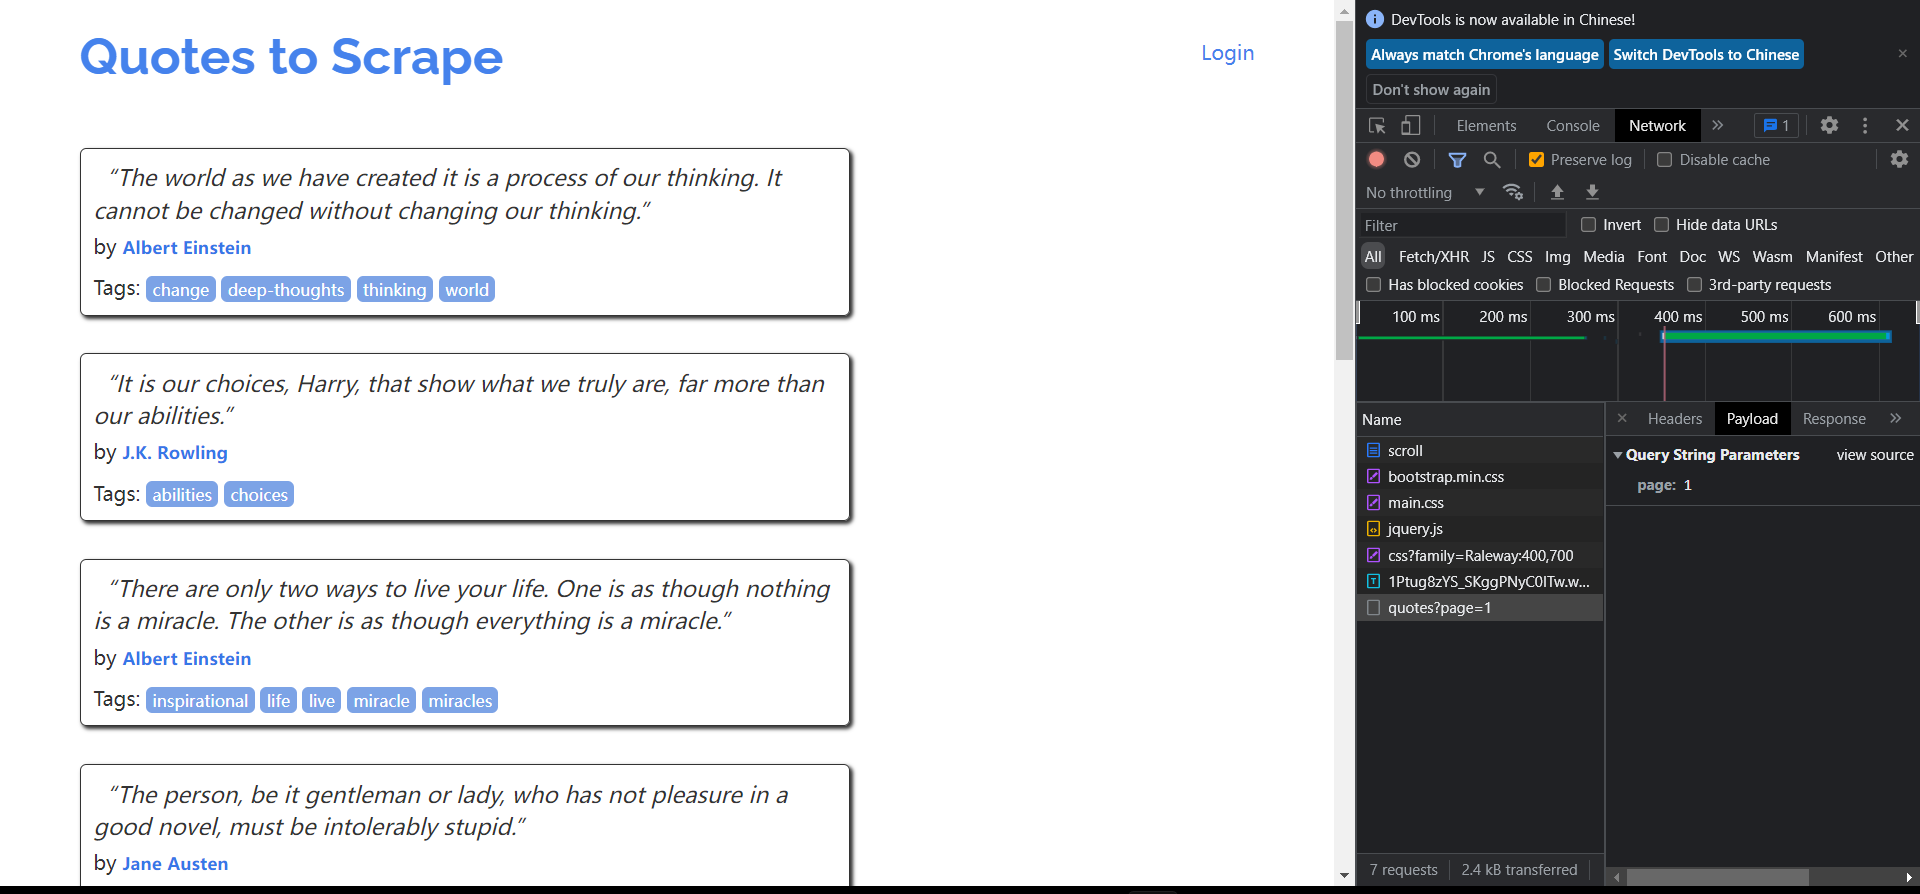 Quotes to Scrape
Login
“The world as we have created it is a process of our thinking. It
cannot be changed without changing our thinking.”
by Albert Einstein
Tags: change deep-thoughts thinking world
“It is our choices, Harry, that show what we truly are, far more than
our abilities.”
by J.K. Rowling
Tags: abilities choices
“There are only two ways to live your life. One is as though nothing
is a miracle. The other is as though everything is a miracle.”
by Albert Einstein
Tags: inspirational life live miracle miracles
“The person, be it gentleman or lady, who has not pleasure in a
good novel, must be intolerably stupid.”
by Jane Austen
DevTools is now available in Chinese!
Always match Chrome's language Switch DevTools to Chinese
Don't show again
Elements Console Network 1
Preserve log Disable cache
No throttling
Filter Invert Hide data URLs
All Fetch/XHR JS CSS Img Media Font Doc WS Wasm Manifest Other
Has blocked cookies Blocked Requests 3rd-party requests
100 ms 200 ms 300 ms 400 ms 500 ms 600 ms
Name
scroll
bootstrap.min.css
main.css
jquery.js
css?family=Raleway:400,700
1Ptug8zYS_SKggPNyC0ITw.w...
quotes?page=1
Headers Payload Response
Query String Parameters view source
page: 1
7 requests 2.4 kB transferred